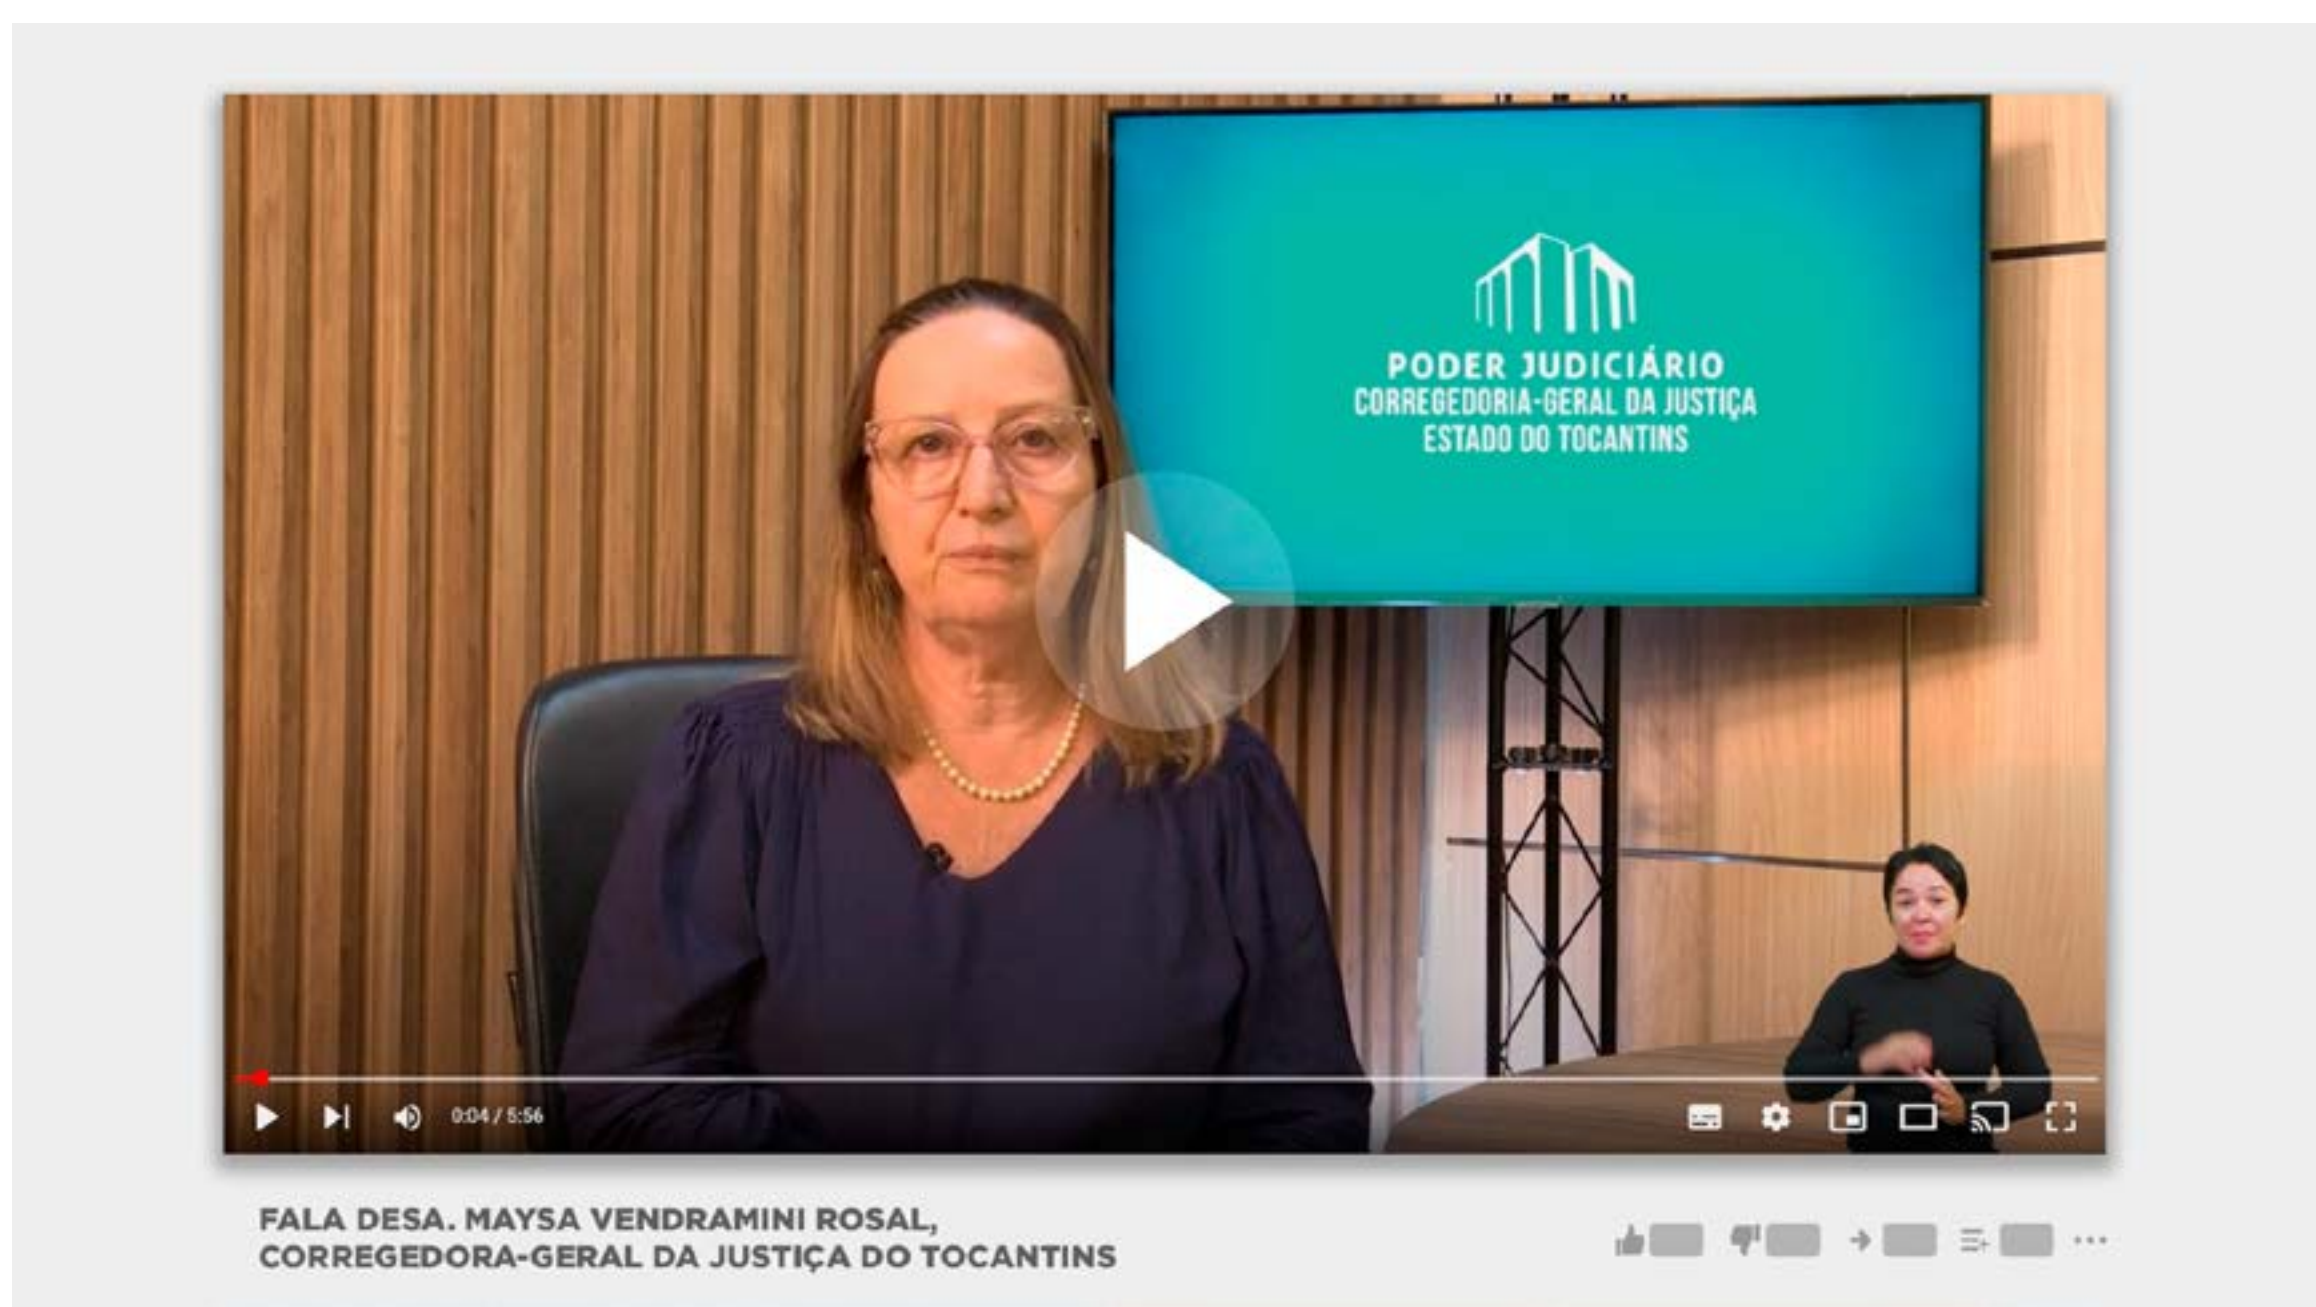 PODER JUDICIÁRIO
CORREGEDORIA-GERAL DA JUSTIÇA
ESTADO DO TOCANTINS
0:04 / 5:56
FALA DESA. MAYSA VENDRAMINI ROSAL,
CORREGEDORA-GERAL DA JUSTIÇA DO TOCANTINS